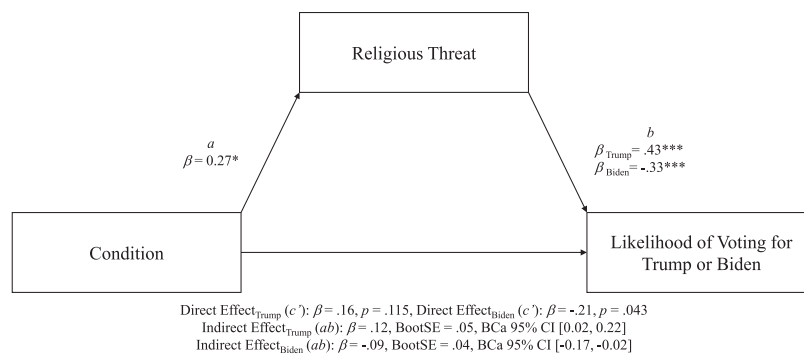 Religious Threat
a
β = 0.27*
b
β Trump = .43***
β Biden = -.33***
Condition
Likelihood of Voting for
Trump or Biden
Direct EffectTrump (c’): β = .16, p = .115, Direct EffectBiden (c’): β = -.21, p = .043
Indirect EffectTrump (ab): β = .12, BootSE = .05, BCa 95% CI [0.02, 0.22]
Indirect EffectBiden (ab): β = -.09, BootSE = .04, BCa 95% CI [-0.17, -0.02]